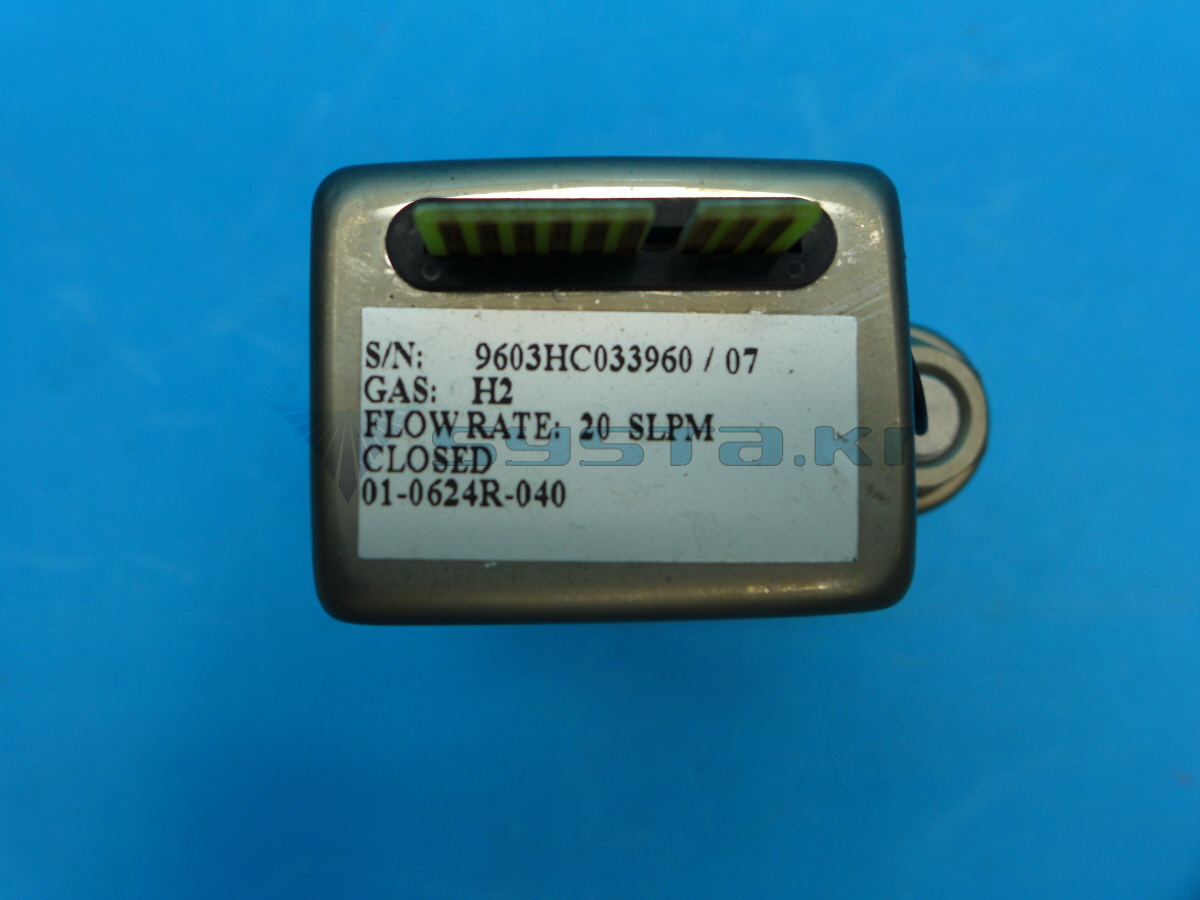 S/N: 9603HC033960 / 07
GAS: H2
FLOW RATE: 20 SLPM
systa.kr
CLOSED
01-0624R-040